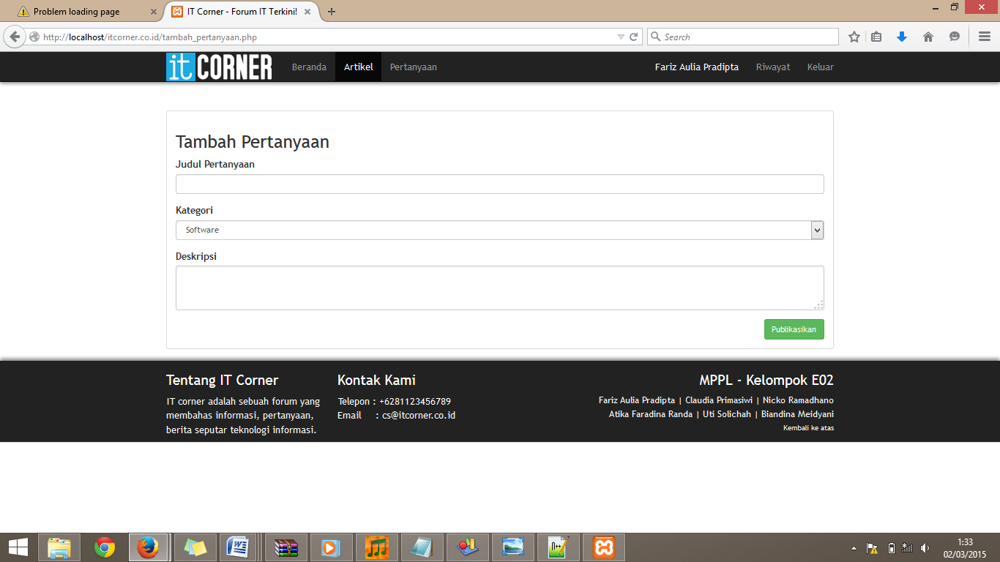 Problem loading page
IT Corner - Forum IT Terkini!
http://localhost/itcorner.co.id/tambah_pertanyaan.php
Search
it CORNER
Beranda
Artikel
Pertanyaan
Fariz Aulia Pradipta
Riwayat
Keluar
Tambah Pertanyaan
Judul Pertanyaan
Kategori
Software
Deskripsi
Publikasikan
Tentang IT Corner
IT corner adalah sebuah forum yang
membahas informasi, pertanyaan,
berita seputar teknologi informasi.
Kontak Kami
Telepon : +6281123456789
Email : cs@itcorner.co.id
MPPL - Kelompok E02
Fariz Aulia Pradipta | Claudia Primasiwi | Nicko Ramadhano
Atika Faradina Randa | Uti Solichah | Biandina Meidyani
Kembali ke atas
1:33
02/03/2015